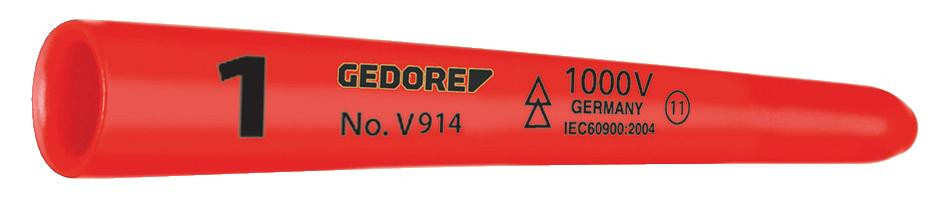 1
GEDORE
No. V914
1000V
GERMANY
IEC60900:2004
11